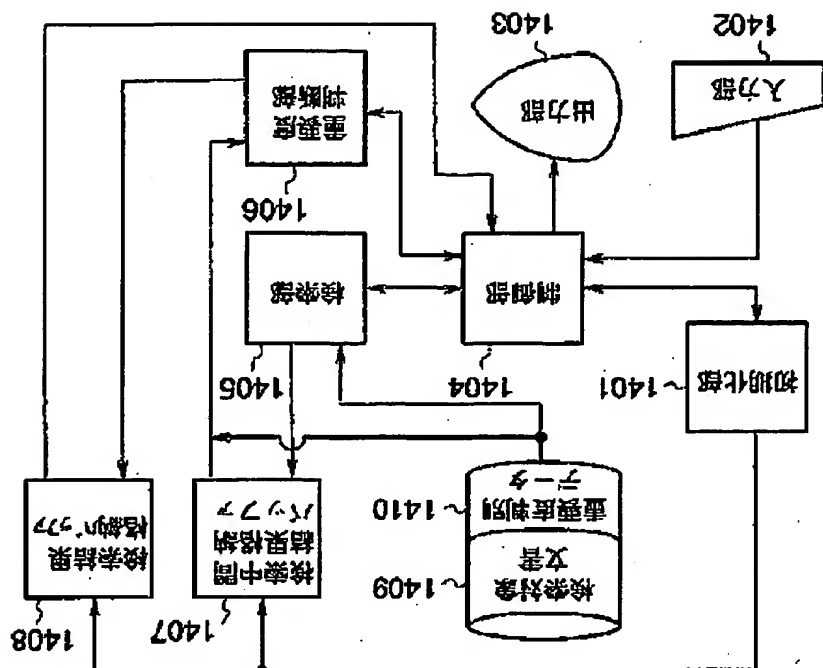 1408
1407
検索結果
格納バッファ
検索中間
結果格納
バッファ
1409
検索対象
文書
1410
重要度判別
データ
1401
初期化部
1405
検索部
1404
制御部
1406
重要度
判断部
1403
出力部
1402
入力部